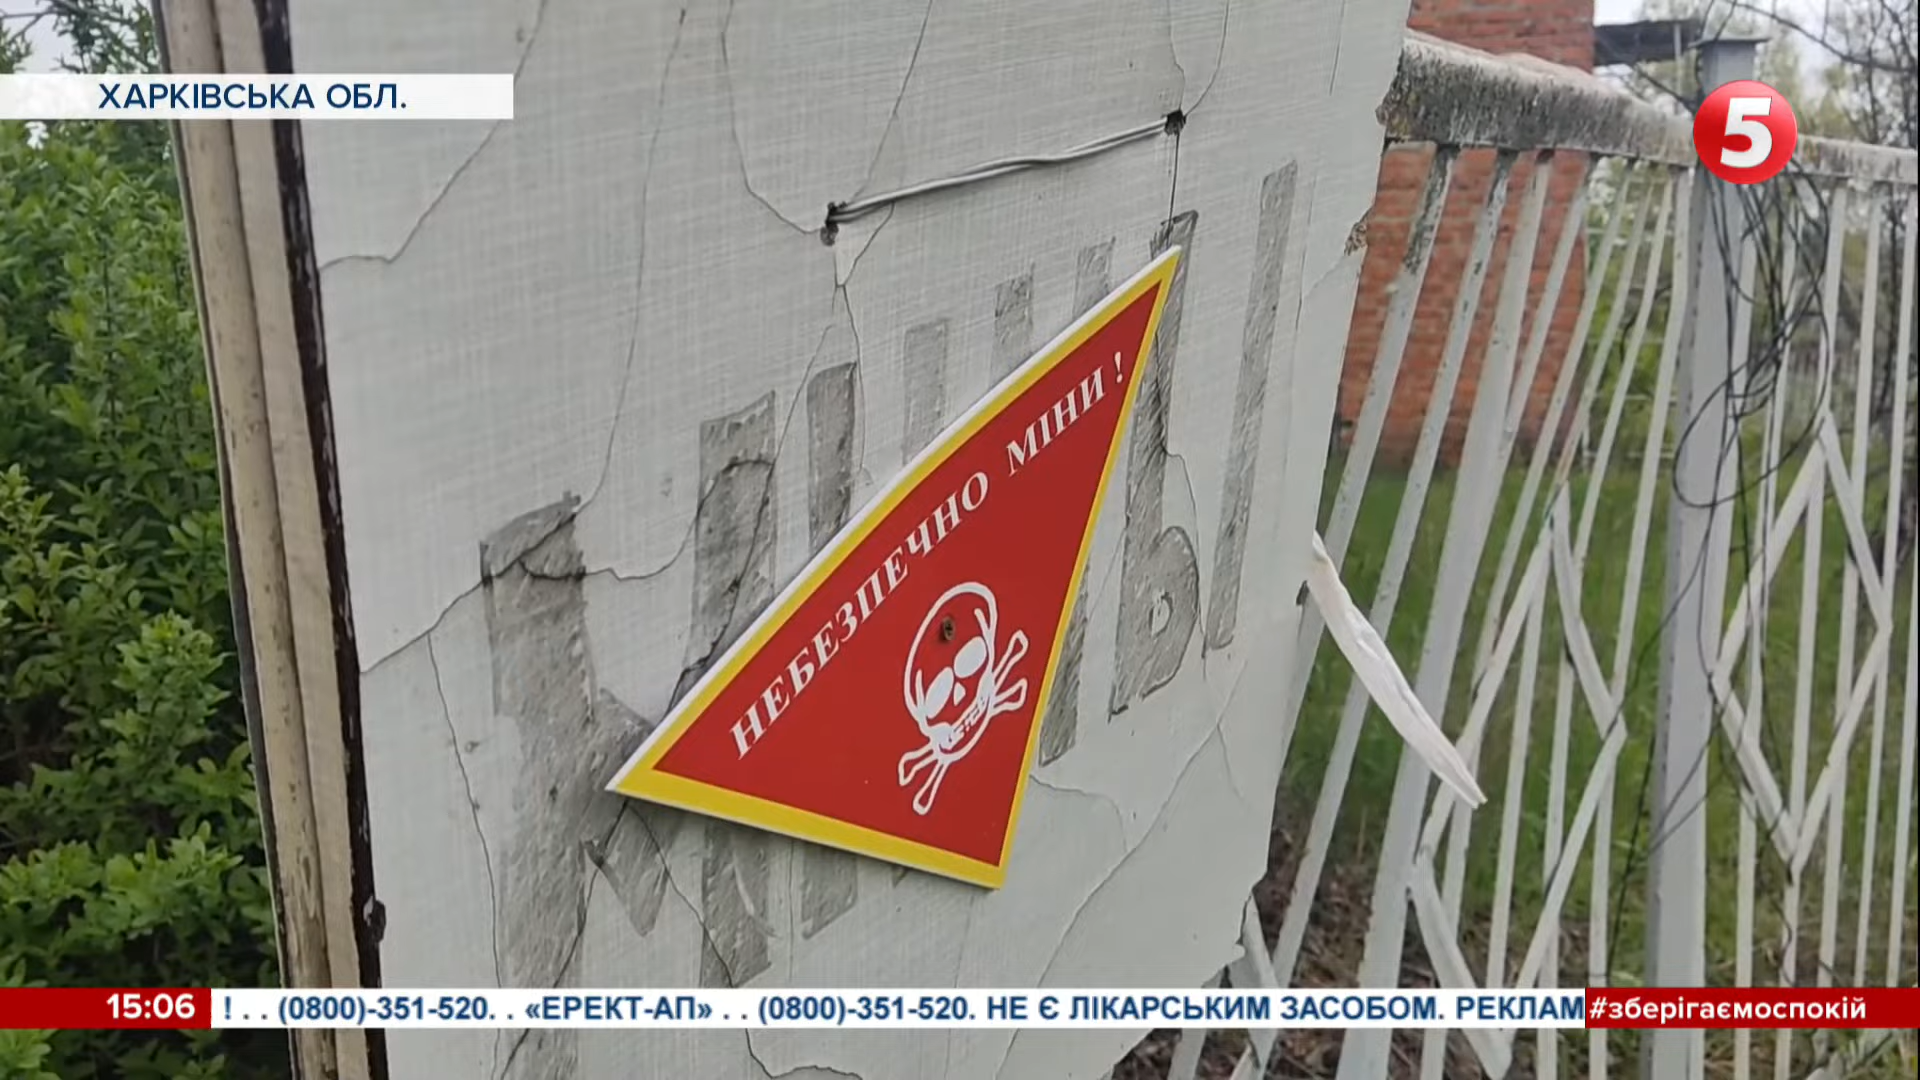 ХАРКІВСЬКА ОБЛ.
5
МИНЫ
НЕБЕЗПЕЧНО МІНИ !
15:06
! . . (0800)-351-520. . «ЕРЕКТ-АП» . . (0800)-351-520. НЕ Є ЛІКАРСЬКИМ ЗАСОБОМ. РЕКЛАМ
#зберігаємоспокій